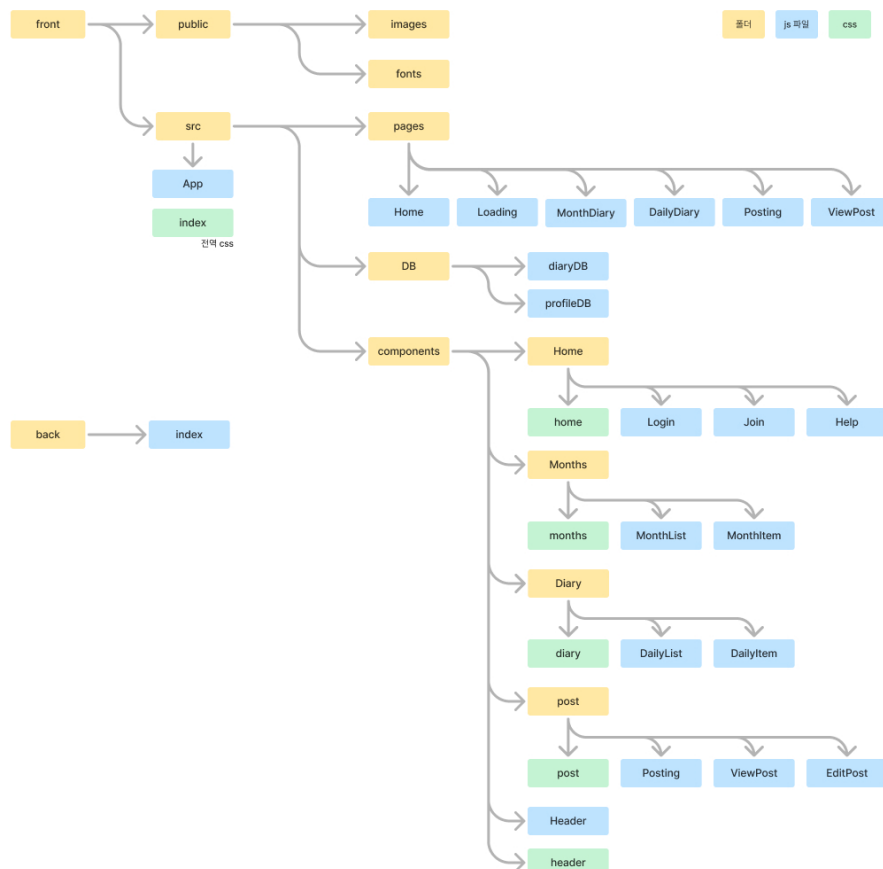 front
public
images
폴더
js 파일
css
fonts
src
pages
App
Home
Loading
MonthDiary
DailyDiary
Posting
ViewPost
index
전역 css
DB
diaryDB
profileDB
components
Home
home
Login
Join
Help
back
index
Months
months
MonthList
MonthItem
Diary
diary
DailyList
DailyItem
post
post
Posting
ViewPost
EditPost
Header
header